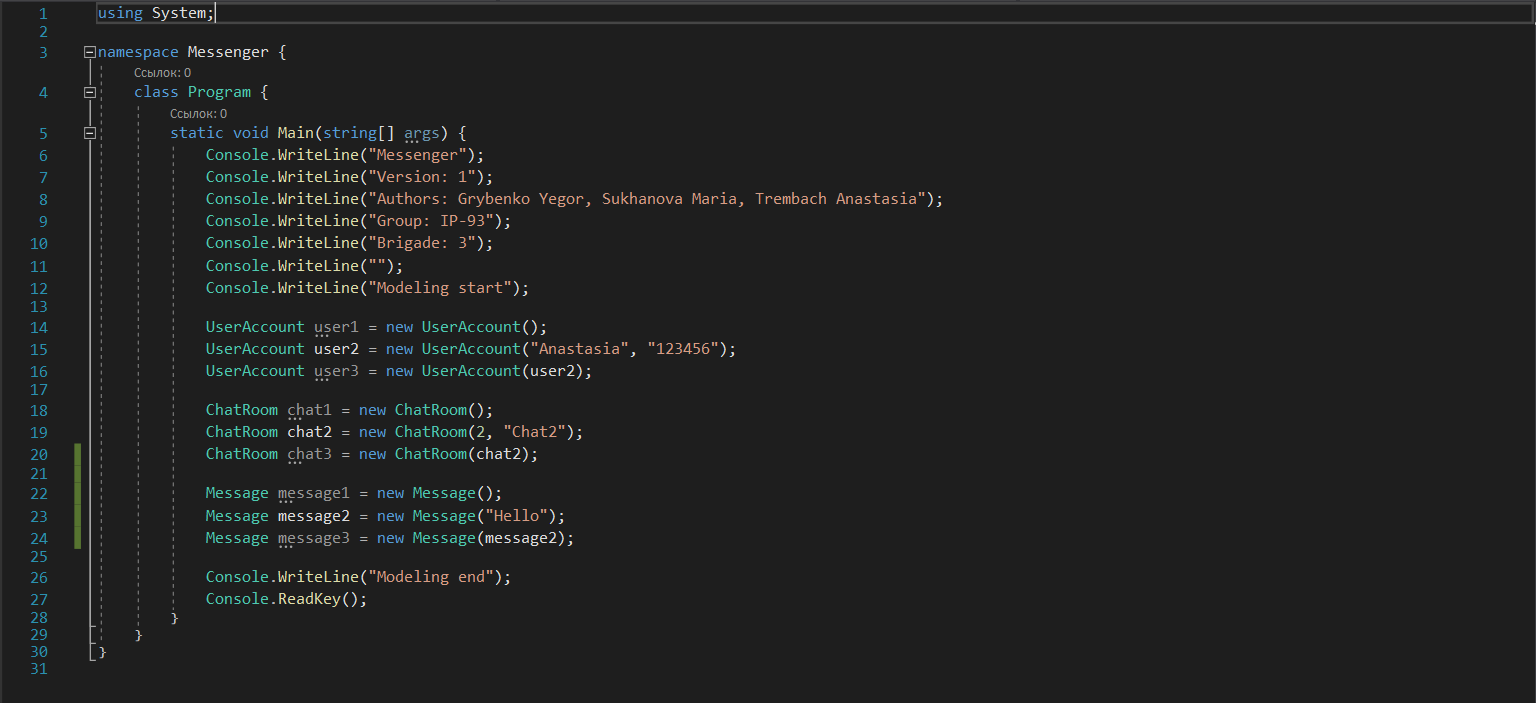 1 using System;
2
3 namespace Messenger {
Ссылок: 0
4 class Program {
Ссылок: 0
5 static void Main(string[] args) {
6 Console.WriteLine("Messenger");
7 Console.WriteLine("Version: 1");
8 Console.WriteLine("Authors: Grybenko Yegor, Sukhanova Maria, Trembach Anastasia");
9 Console.WriteLine("Group: IP-93");
10 Console.WriteLine("Brigade: 3");
11 Console.WriteLine("");
12 Console.WriteLine("Modeling start");
13
14 UserAccount user1 = new UserAccount();
15 UserAccount user2 = new UserAccount("Anastasia", "123456");
16 UserAccount user3 = new UserAccount(user2);
17
18 ChatRoom chat1 = new ChatRoom();
19 ChatRoom chat2 = new ChatRoom(2, "Chat2");
20 ChatRoom chat3 = new ChatRoom(chat2);
21
22 Message message1 = new Message();
23 Message message2 = new Message("Hello");
24 Message message3 = new Message(message2);
25
26 Console.WriteLine("Modeling end");
27 Console.ReadKey();
28 }
29 }
30 }
31